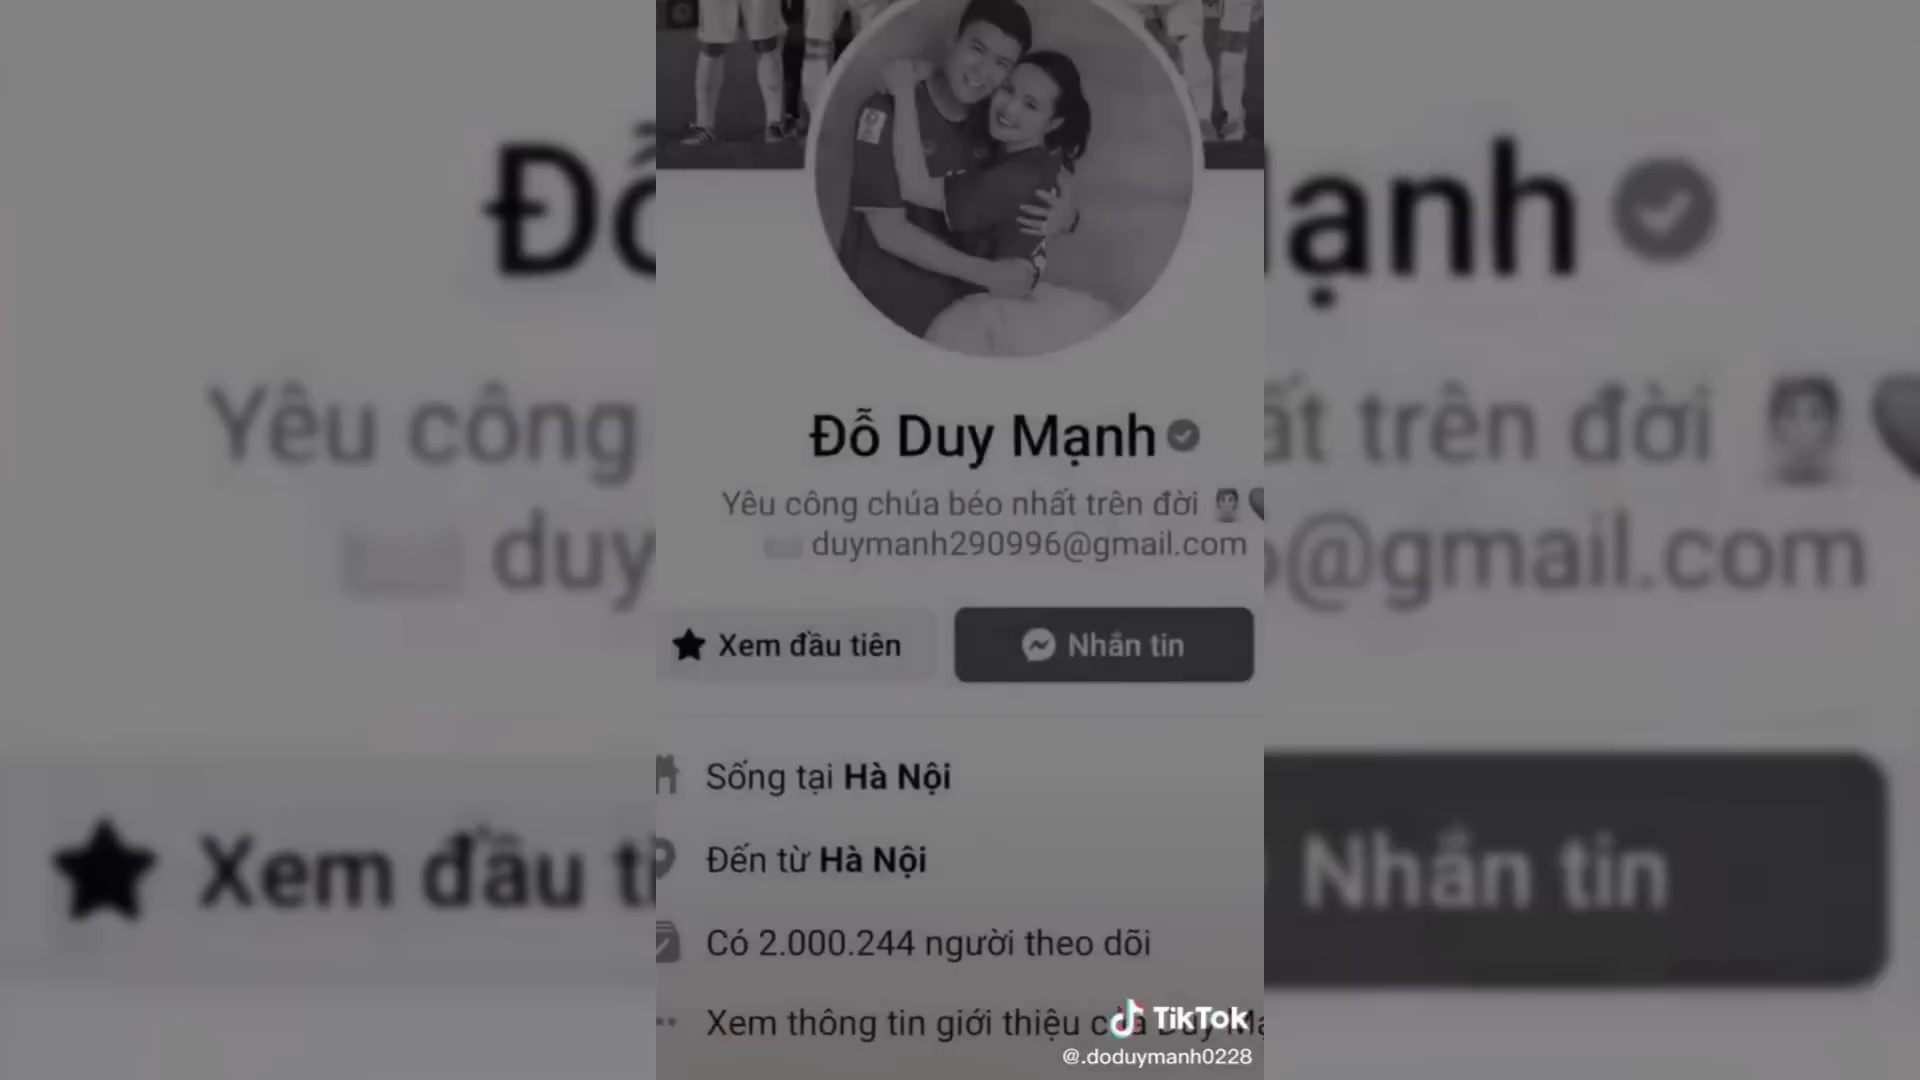 Đỗ Duy Mạnh
Yêu công chúa béo nhất trên đời
duymanh290996@gmail.com
Xem đầu tiên
Nhắn tin
Sống tại Hà Nội
Đến từ Hà Nội
Có 2.000.244 người theo dõi
Xem thông tin giới thiệu của Duy
TikTok
@.doduymanh0228